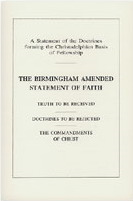 A Statement of the Doctrines
forming the Christadelphian Basis
of Fellowship
THE BIRMINGHAM AMENDED
STATEMENT OF FAITH
TRUTH TO BE RECEIVED
DOCTRINES TO BE REJECTED
THE COMMANDMENTS
OF CHRIST